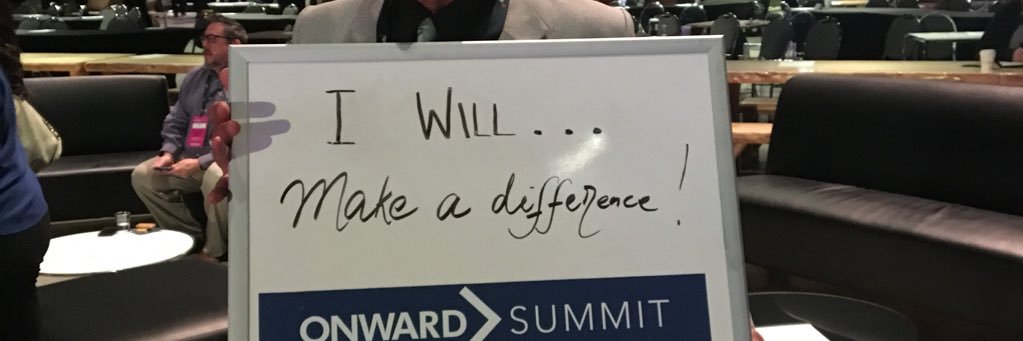 I WILL...
Make a difference!
ONWARD SUMMIT